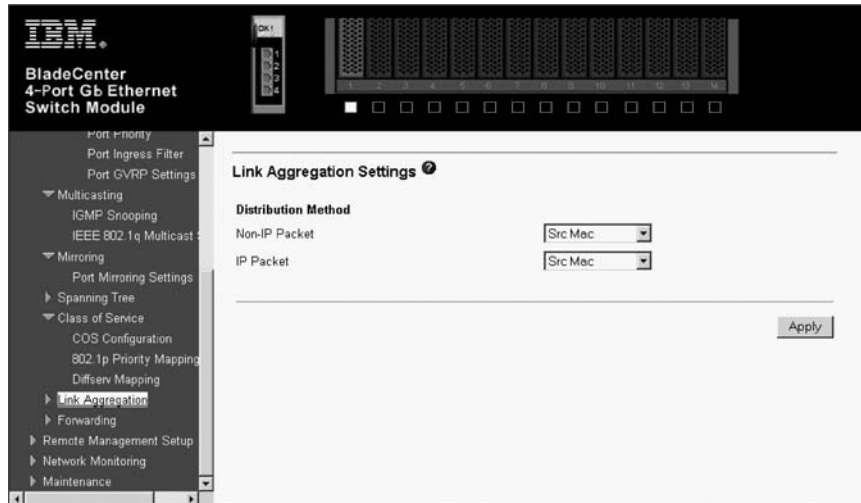 IBM®
BladeCenter
4-Port Gb Ethernet
Switch Module
OK!
1
2
3
4
1 2 3 4 5 6 7 8 9 10 11 12 13 14
Port Priority
Port Ingress Filter
Port GVRP Settings
Multicasting
IGMP Snooping
IEEE 802.1q Multicast
Mirroring
Port Mirroring Settings
Spanning Tree
Class of Service
COS Configuration
802.1p Priority Mapping
Diffserv Mapping
Link Aggregation
Forwarding
Remote Management Setup
Network Monitoring
Maintenance
Link Aggregation Settings ?
Distribution Method
Non-IP Packet Src Mac
IP Packet Src Mac
Apply